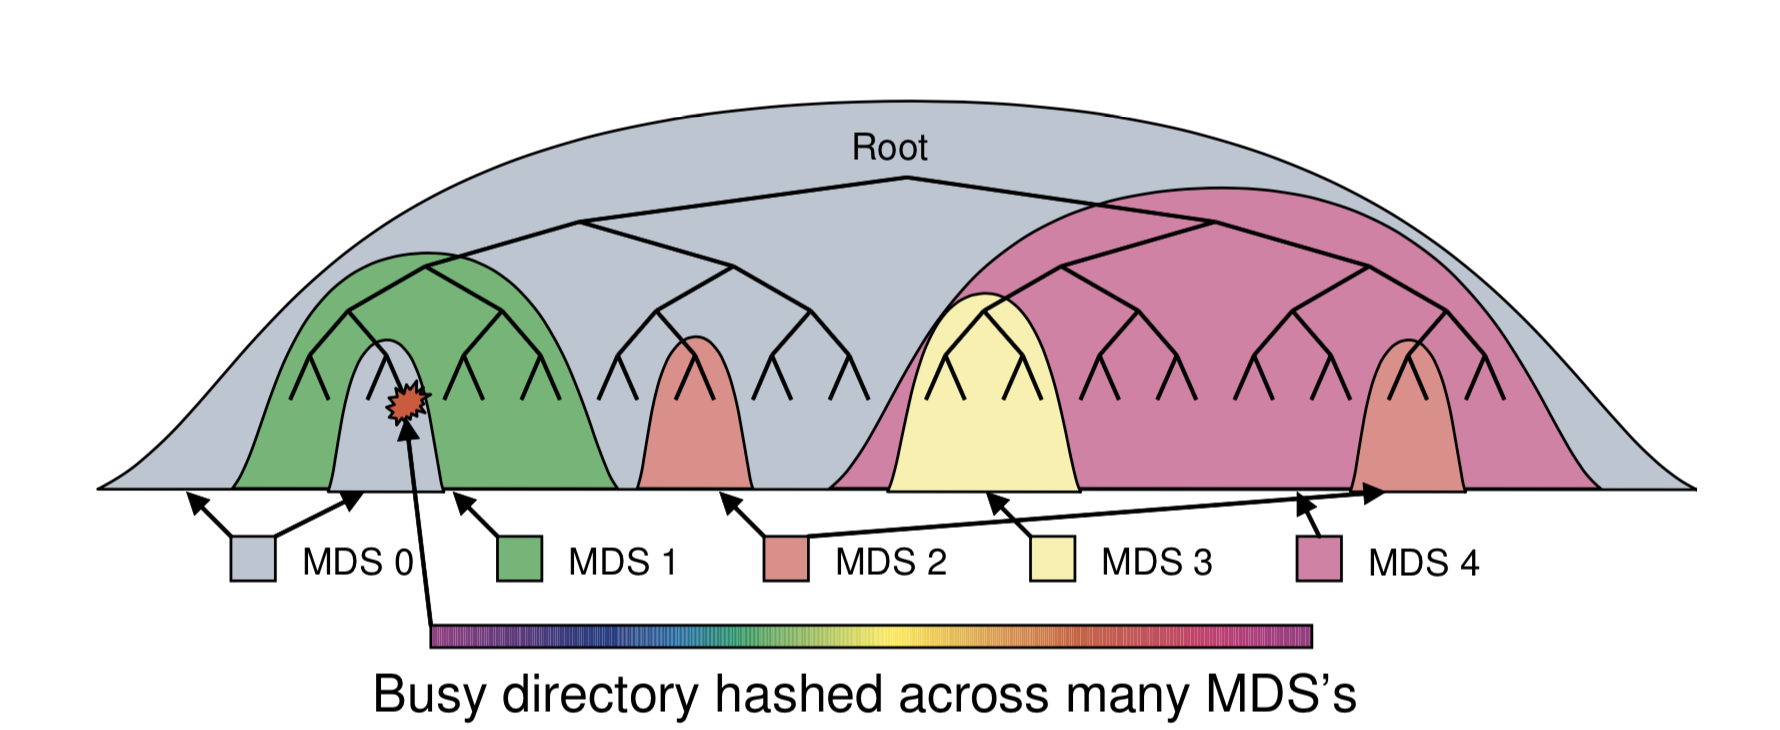 Root
MDS 0 MDS 1 MDS 2 MDS 3 MDS 4
Busy directory hashed across many MDS’s